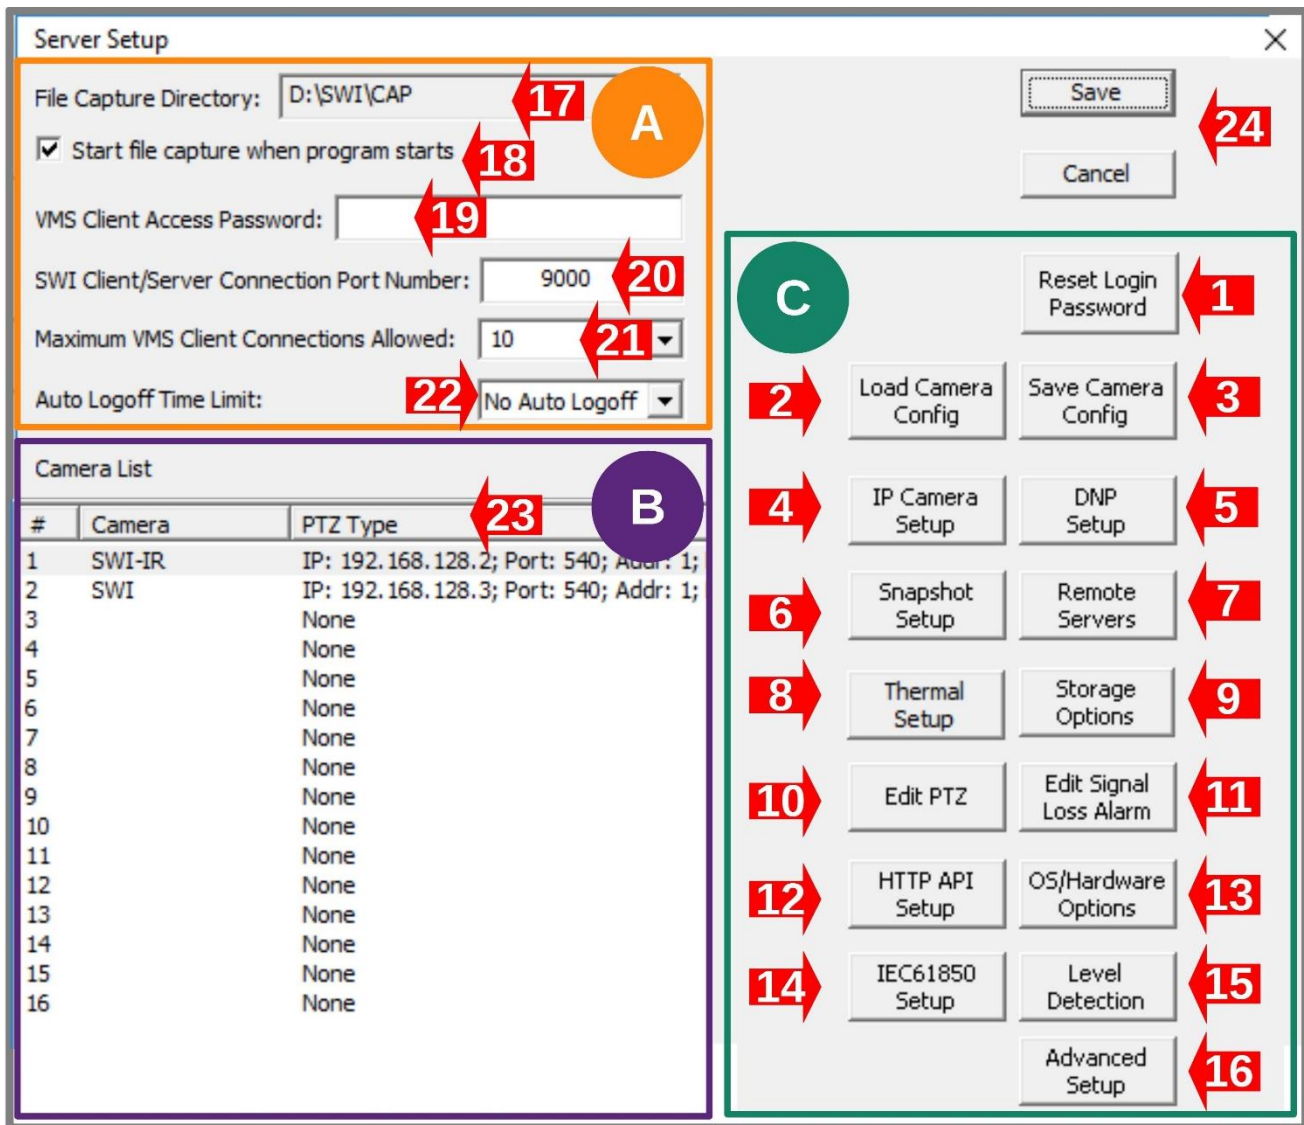 Server Setup
File Capture Directory: D:\SWI\CAP 17 A
Start file capture when program starts 18
VMS Client Access Password: 19
SWI Client/Server Connection Port Number: 9000 20
Maximum VMS Client Connections Allowed: 10 21
Auto Logoff Time Limit: 22 No Auto Logoff
Camera List B
# Camera PTZ Type 23
1 SWI-IR IP: 192.168.128.2; Port: 540; Addr: 1;
2 SWI IP: 192.168.128.3; Port: 540; Addr: 1;
3 None
4 None
5 None
6 None
7 None
8 None
9 None
10 None
11 None
12 None
13 None
14 None
15 None
16 None
Save
24
Cancel
C
Reset Login
Password
1
2
Load Camera
Config
Save Camera
Config
3
4
IP Camera
Setup
DNP
Setup
5
6
Snapshot
Setup
Remote
Servers
7
8
Thermal
Setup
Storage
Options
9
10
Edit PTZ
Edit Signal
Loss Alarm
11
12
HTTP API
Setup
OS/Hardware
Options
13
14
IEC61850
Setup
Level
Detection
15
Advanced
Setup
16